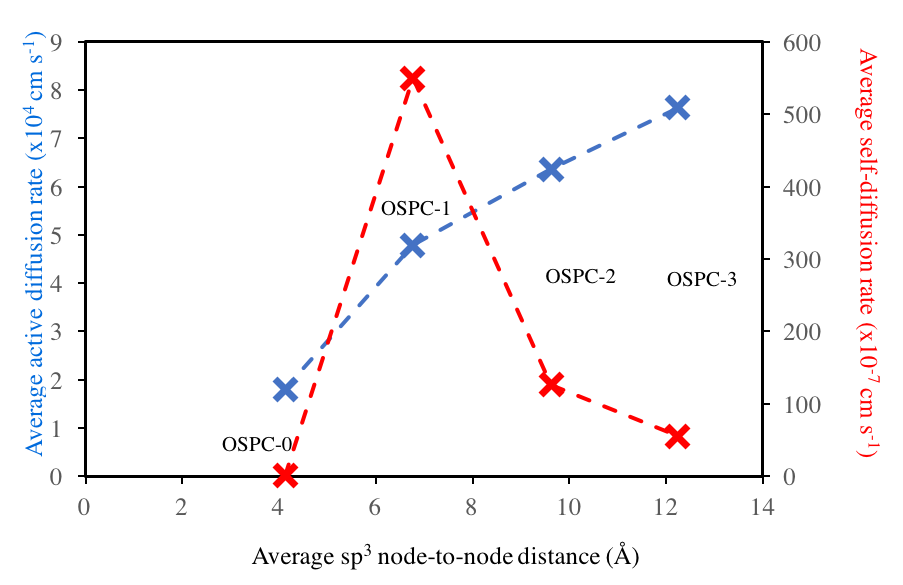 Average active diffusion rate (x10⁴ cm s⁻¹)
9
8
7
6
5
4
3
2
1
0
OSPC-0
OSPC-1
OSPC-2
OSPC-3
600
500
400
300
200
100
0
Average self-diffusion rate (x10⁻⁷ cm s⁻¹)
0 2 4 6 8 10 12 14
Average sp³ node-to-node distance (Å)